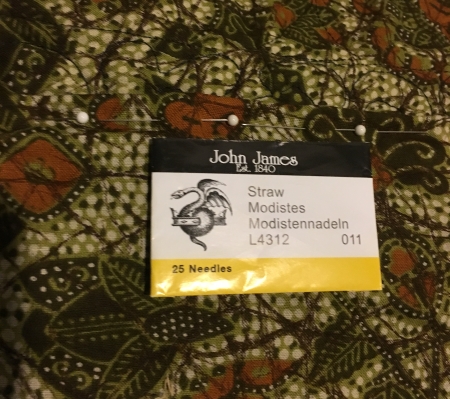 John James
Est. 1840
Straw
Modistes
Modistennadeln
L4312 011
25 Needles